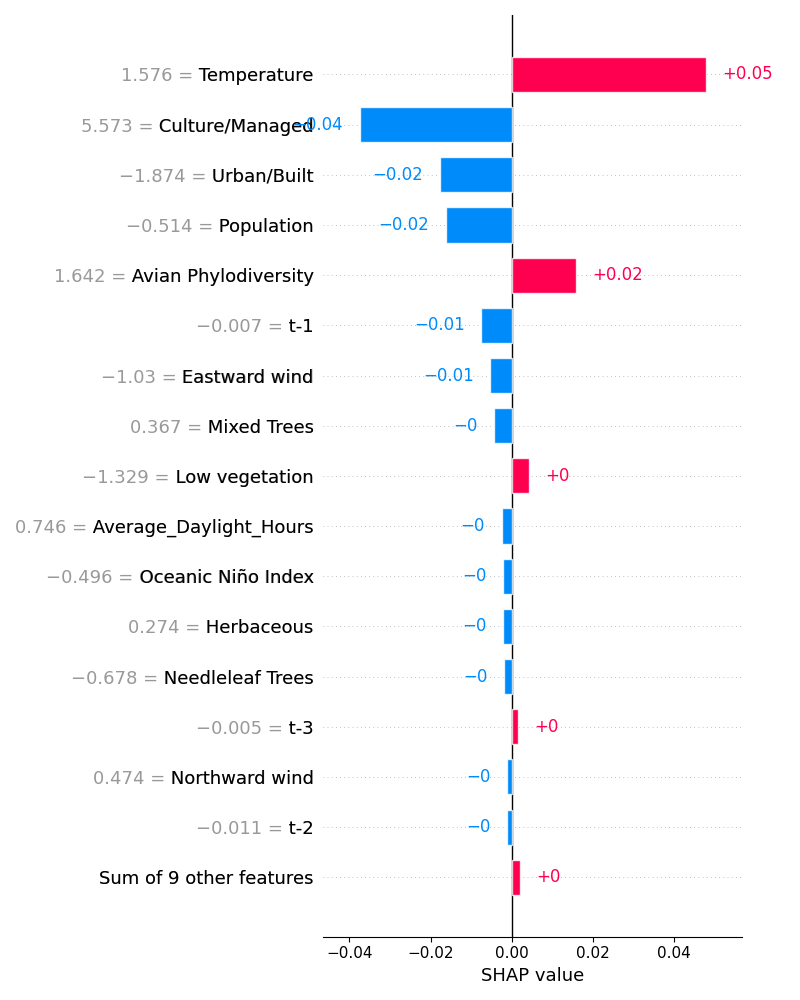 1.576 = Temperature
+0.05
5.573 = Culture/Managed
−0.04
−1.874 = Urban/Built
−0.02
−0.514 = Population
−0.02
1.642 = Avian Phylodiversity
+0.02
−0.007 = t-1
−0.01
−1.03 = Eastward wind
−0.01
0.367 = Mixed Trees
−0
−1.329 = Low vegetation
+0
0.746 = Average_Daylight_Hours
−0
−0.496 = Oceanic Niño Index
−0
0.274 = Herbaceous
−0
−0.678 = Needleleaf Trees
−0
−0.005 = t-3
+0
0.474 = Northward wind
−0
−0.011 = t-2
−0
Sum of 9 other features
+0
−0.04 −0.02 0.00 0.02 0.04
SHAP value